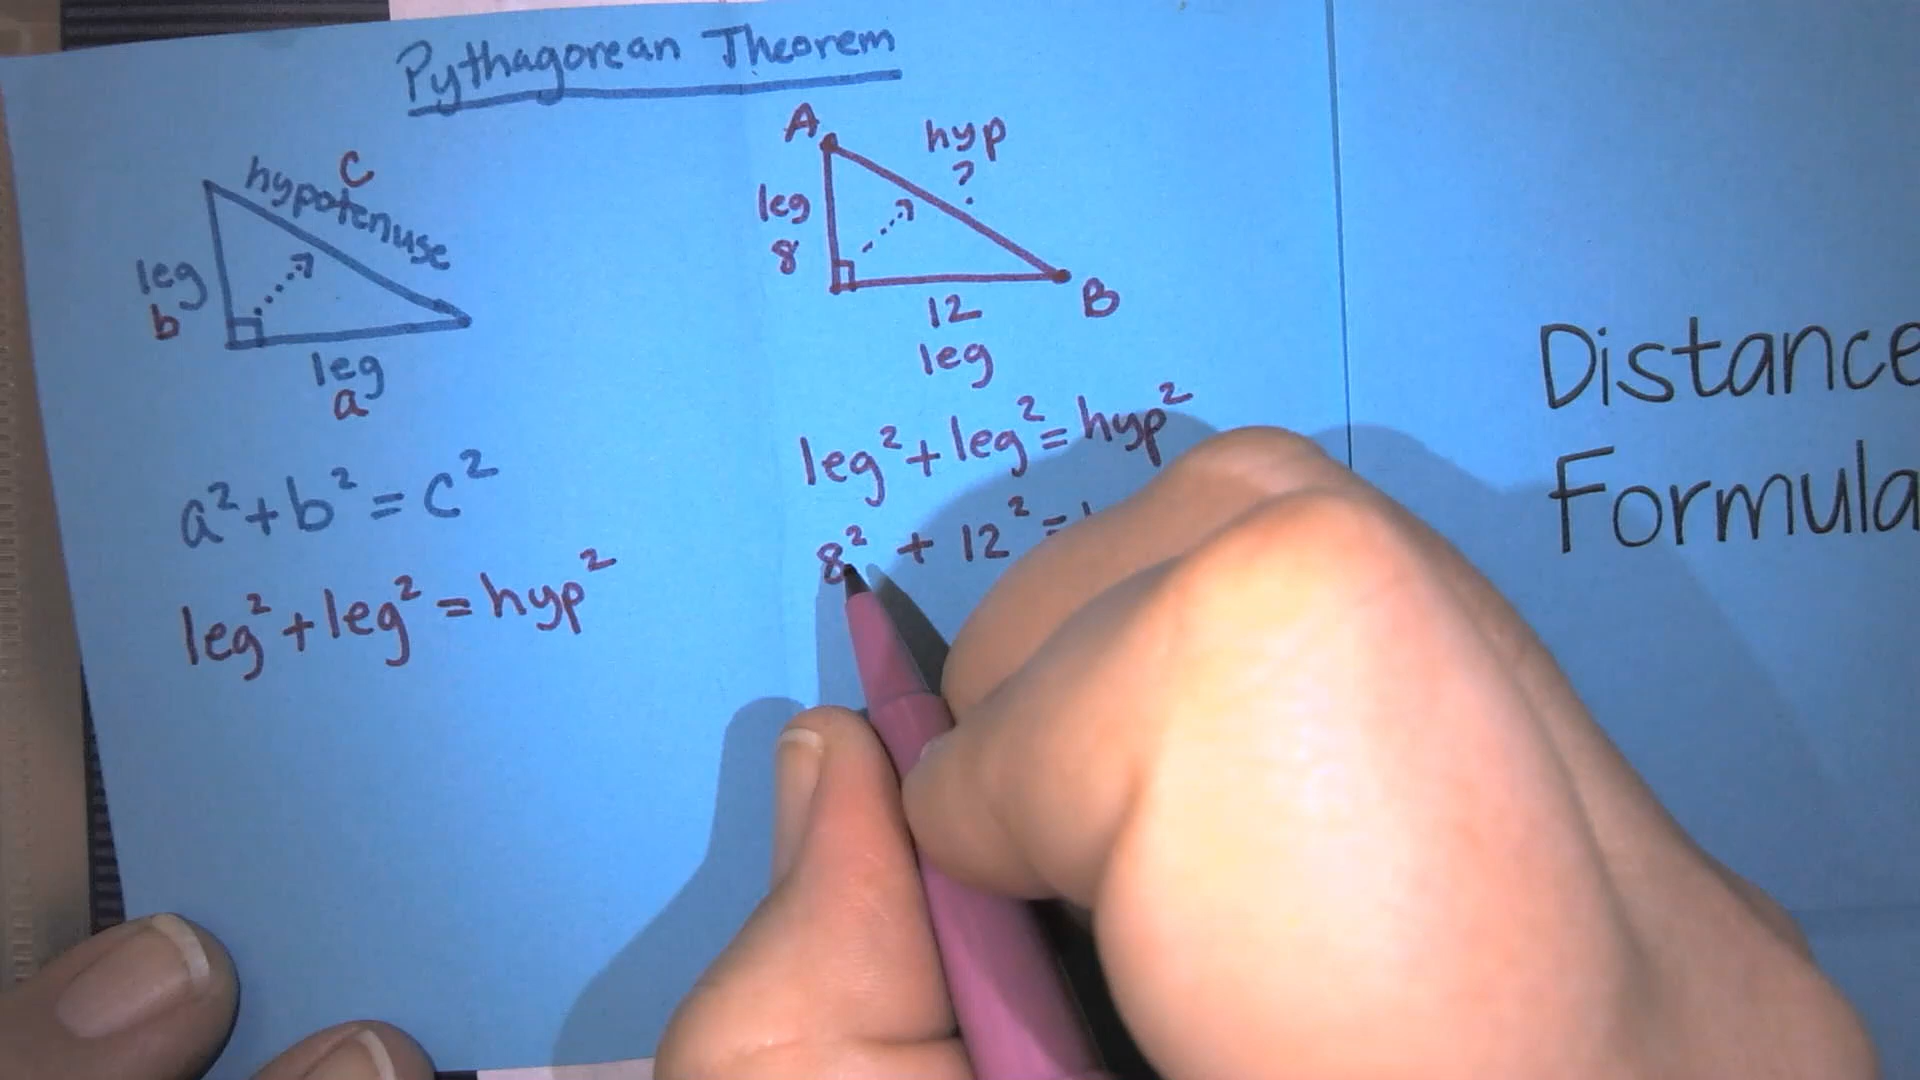 Pythagorean Theorem
c
hypotenuse
leg
b
leg
a
a² + b² = c²
leg² + leg² = hyp²
A
hyp
?
leg
8
12
leg
B
leg² + leg² = hyp²
8² + 12² =
Distance
Formula